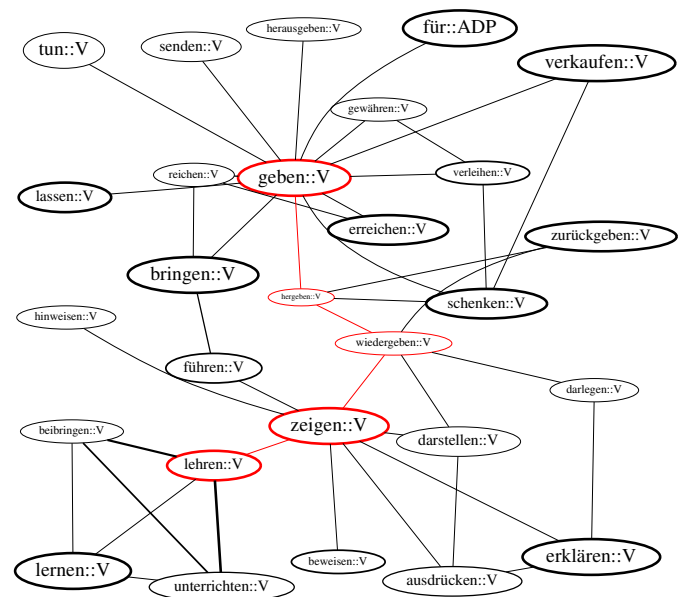 herausgeben::V
für::ADP
tun::V
senden::V
verkaufen::V
gewähren::V
reichen::V
geben::V
verleihen::V
lassen::V
erreichen::V
zurückgeben::V
bringen::V
hergeben::V
schenken::V
hinweisen::V
wiedergeben::V
führen::V
darlegen::V
zeigen::V
beibringen::V
darstellen::V
lehren::V
lernen::V
beweisen::V
erklären::V
unterrichten::V
ausdrücken::V